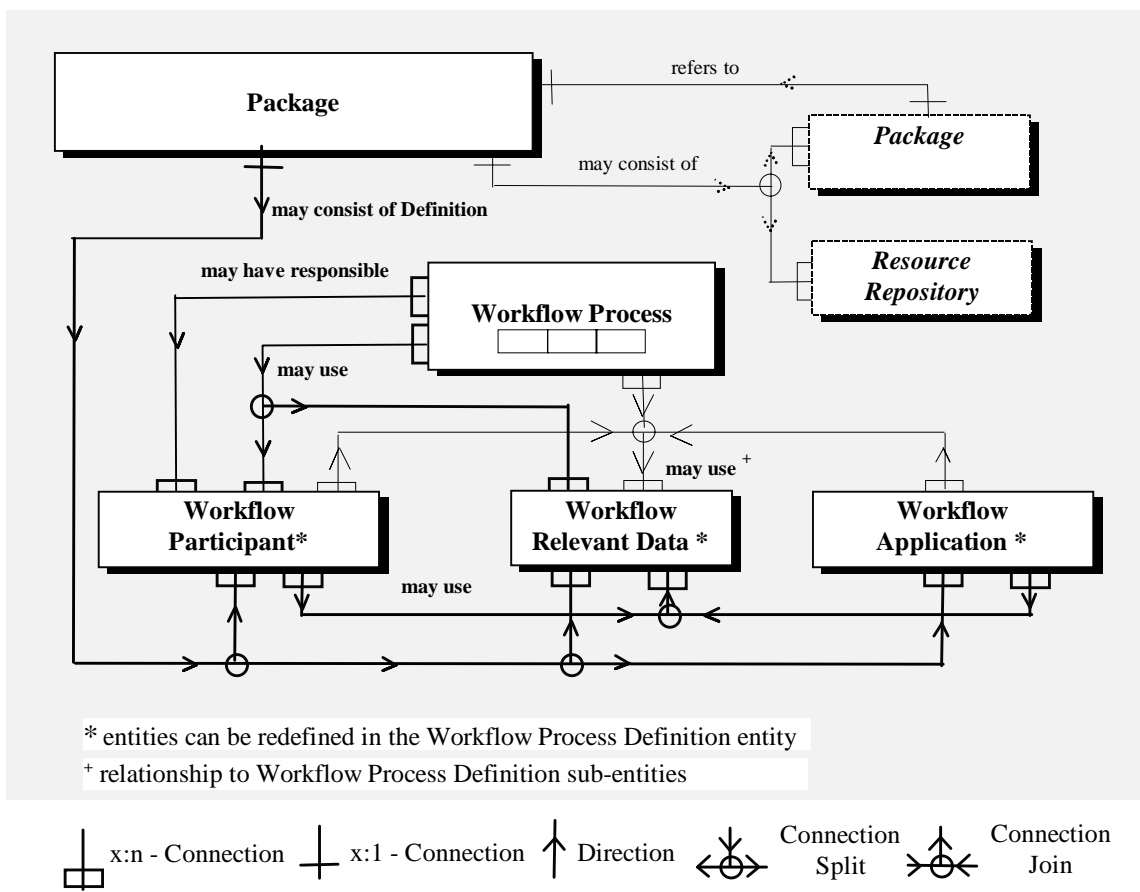 refers to
Package
Package
may consist of
may consist of Definition
Resource
Repository
may have responsible
Workflow Process
may use
may use +
Workflow
Participant*
Workflow
Relevant Data *
Workflow
Application *
may use
* entities can be redefined in the Workflow Process Definition entity
+ relationship to Workflow Process Definition sub-entities
x:n - Connection
x:1 - Connection
Direction
Connection
Split
Connection
Join